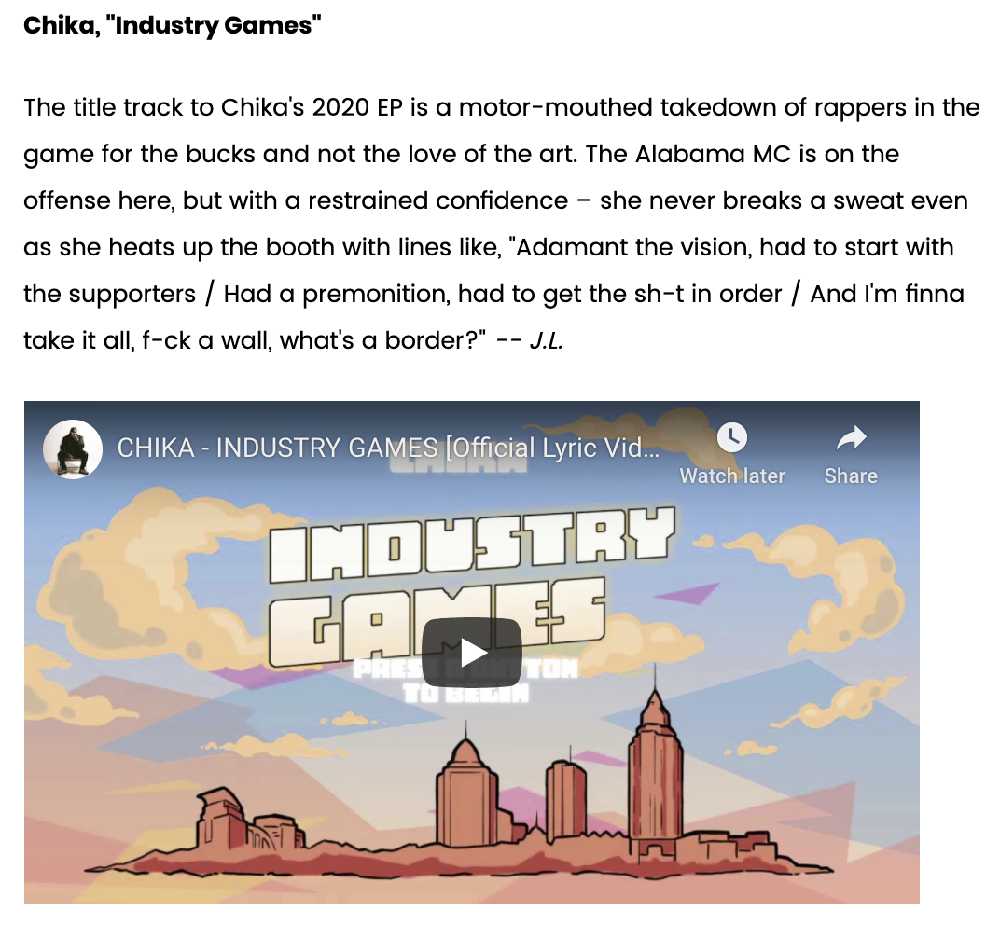 Chika, "Industry Games"
The title track to Chika's 2020 EP is a motor-mouthed takedown of rappers in the
game for the bucks and not the love of the art. The Alabama MC is on the
offense here, but with a restrained confidence – she never breaks a sweat even
as she heats up the booth with lines like, "Adamant the vision, had to start with
the supporters / Had a premonition, had to get the sh-t in order / And I'm finna
take it all, f-ck a wall, what's a border?" -- J.L.
CHIKA - INDUSTRY GAMES [Official Lyric Vid...
Watch later
Share
CHIKA
INDUSTRY
GAMES
TO BEGIN